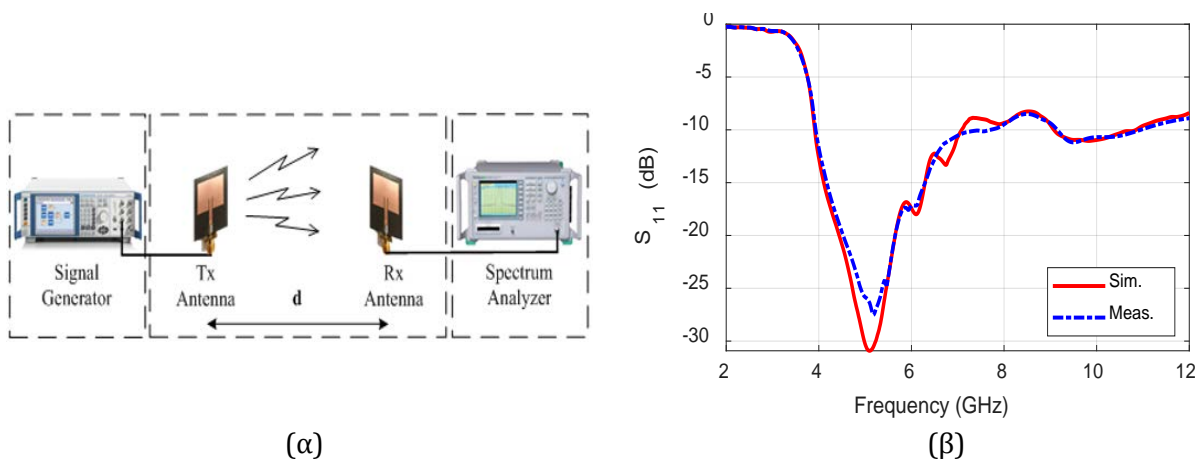 Signal
Generator
Tx
Antenna
d
Rx
Antenna
Spectrum
Analyzer
(α)
0
-5
-10
-15
-20
-25
-30
S11 (dB)
Sim.
Meas.
2
4
6
8
10
12
Frequency (GHz)
(β)